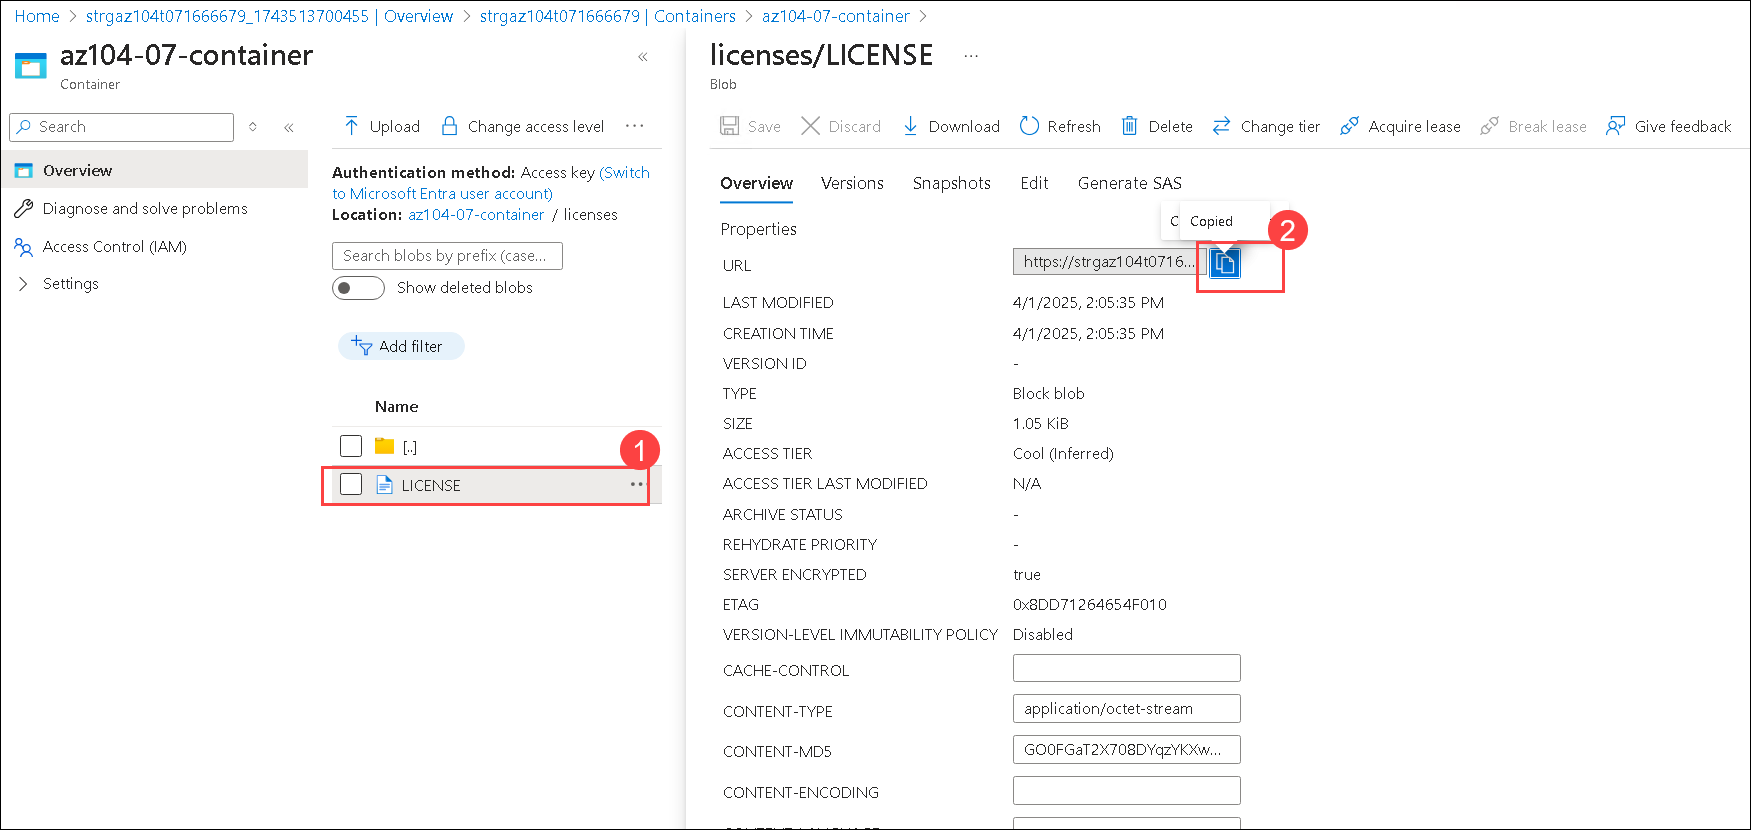 Home > strgaz104t071666679_1743513700455 | Overview > strgaz104t071666679 | Containers > az104-07-container >
az104-07-container
Container
Search
Overview
Diagnose and solve problems
Access Control (IAM)
Settings
Upload
Change access level
Authentication method: Access key (Switch
to Microsoft Entra user account)
Location: az104-07-container / licenses
Search blobs by prefix (case...
Show deleted blobs
Add filter
Name
[..]
1
LICENSE
licenses/LICENSE
Blob
Save
Discard
Download
Refresh
Delete
Change tier
Acquire lease
Break lease
Give feedback
Overview
Versions
Snapshots
Edit
Generate SAS
C
Copied
2
Properties
URL
https://strgaz104t0716...
LAST MODIFIED
4/1/2025, 2:05:35 PM
CREATION TIME
4/1/2025, 2:05:35 PM
VERSION ID
-
TYPE
Block blob
SIZE
1.05 KiB
ACCESS TIER
Cool (Inferred)
ACCESS TIER LAST MODIFIED
N/A
ARCHIVE STATUS
-
REHYDRATE PRIORITY
-
SERVER ENCRYPTED
true
ETAG
0x8DD71264654F010
VERSION-LEVEL IMMUTABILITY POLICY
Disabled
CACHE-CONTROL
CONTENT-TYPE
application/octet-stream
CONTENT-MD5
GO0FGaT2X708DYqzYKXw...
CONTENT-ENCODING